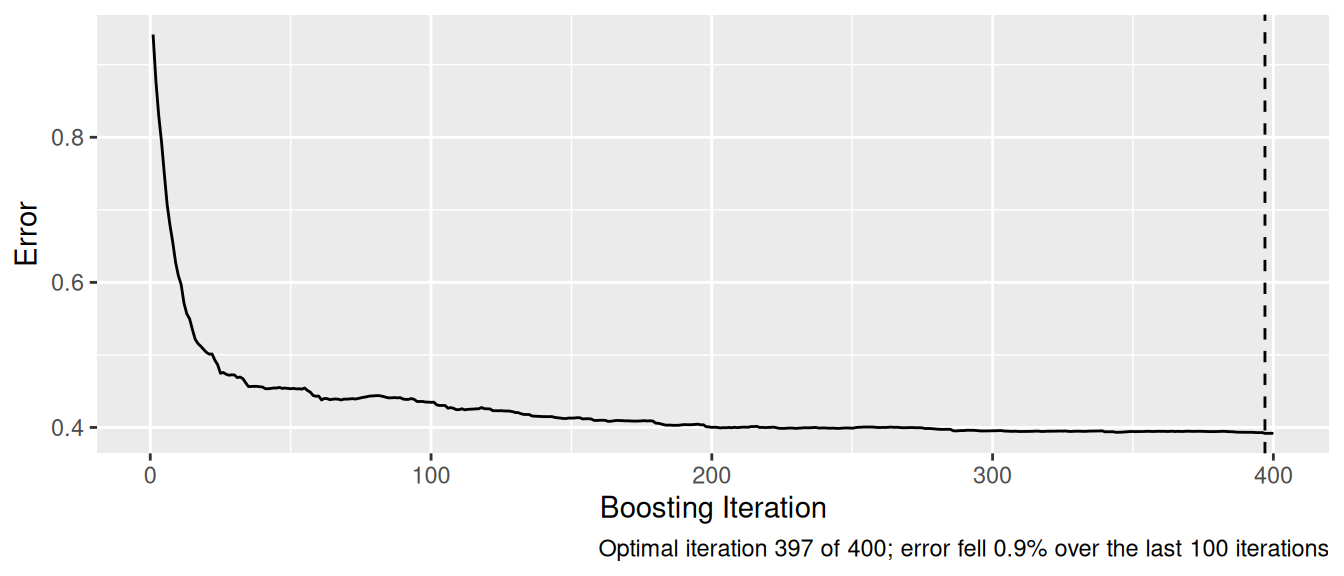 Error
0.8
0.6
0.4
0 100 200 300 400
Boosting Iteration
Optimal iteration 397 of 400; error fell 0.9% over the last 100 iterations